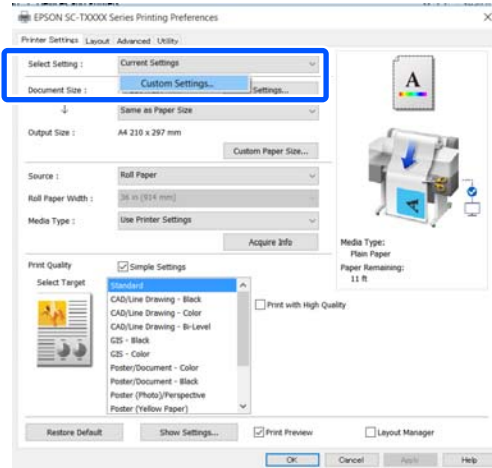 EPSON SC-TXXXX Series Printing Preferences
Printer Settings Layout Advanced Utility
Select Setting : Current Settings
Custom Settings...
Document Size : Settings...
Same as Paper Size
Output Size : A4 210 x 297 mm
Custom Paper Size...
Source : Roll Paper
Roll Paper Width : 36 in (914 mm)
Media Type : Use Printer Settings
Acquire Info
Media Type:
Plain Paper
Paper Remaining:
11 ft
Print Quality Simple Settings
Select Target
Standard
CAD/Line Drawing - Black
CAD/Line Drawing - Color
CAD/Line Drawing - Bi-Level
GIS - Black
GIS - Color
Poster/Document - Color
Poster/Document - Black
Poster (Photo)/Perspective
Poster (Yellow Paper)
Print with High Quality
Restore Default Show Settings... Print Preview Layout Manager
OK Cancel Apply Help